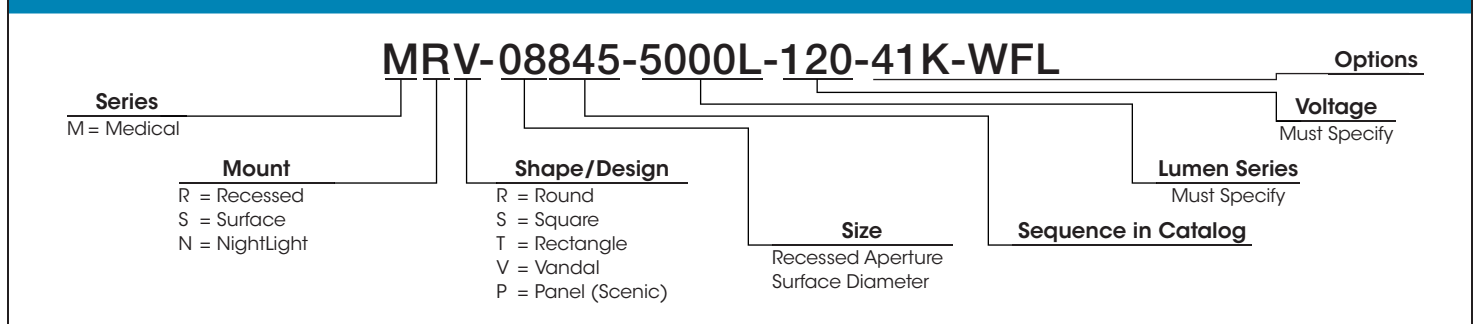 MRV-08845-5000L-120-41K-WFL
Options
Series
M = Medical
Voltage
Must Specify
Mount
R = Recessed
S = Surface
N = NightLight
Shape/Design
R = Round
S = Square
T = Rectangle
V = Vandal
P = Panel (Scenic)
Lumen Series
Must Specify
Size
Recessed Aperture
Surface Diameter
Sequence in Catalog